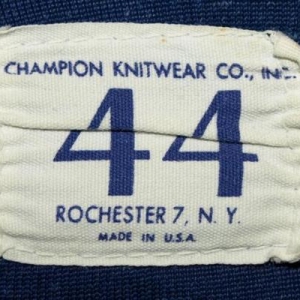 CHAMPION KNITWEAR CO., INC.
44
ROCHESTER 7, N. Y.
MADE IN U.S.A.